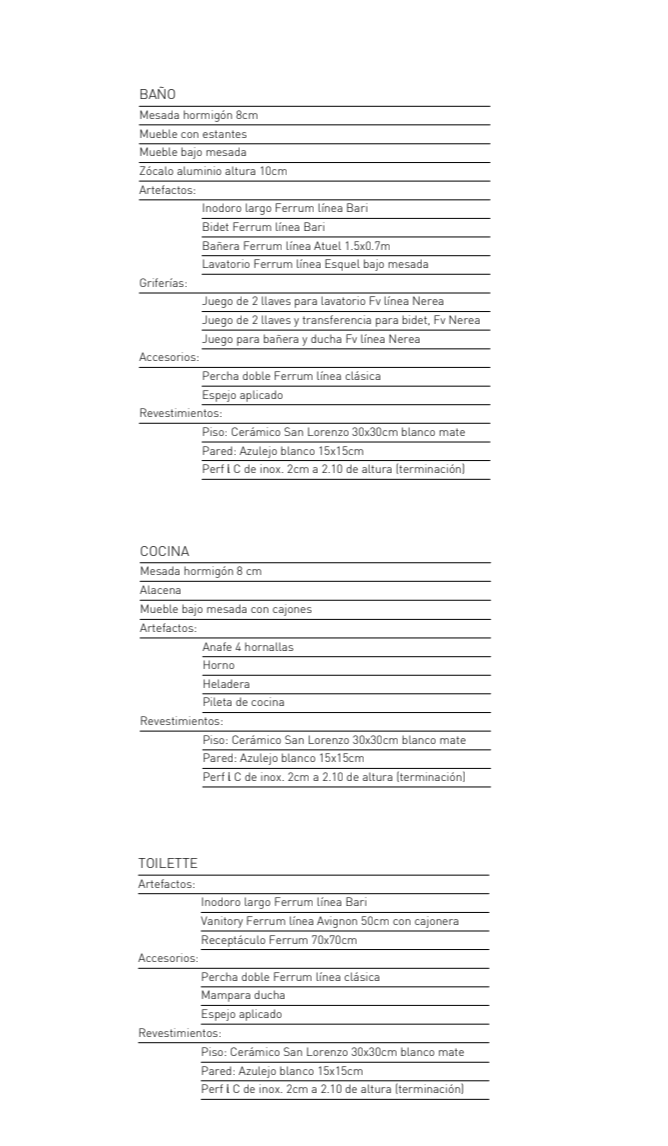 BAÑO
Mesada hormigón 8cm
Mueble con estantes
Mueble bajo mesada
Zócalo aluminio altura 10cm
Artefactos:
Inodoro largo Ferrum línea Bari
Bidet Ferrum línea Bari
Bañera Ferrum línea Atuel 1.5x0.7m
Lavatorio Ferrum línea Esquel bajo mesada
Griferías:
Juego de 2 llaves para lavatorio Fv línea Nerea
Juego de 2 llaves y transferencia para bidet, Fv Nerea
Juego para bañera y ducha Fv línea Nerea
Accesorios:
Percha doble Ferrum línea clásica
Espejo aplicado
Revestimientos:
Piso: Cerámico San Lorenzo 30x30cm blanco mate
Pared: Azulejo blanco 15x15cm
Perf i C de inox. 2cm a 2.10 de altura (terminación)
COCINA
Mesada hormigón 8 cm
Alacena
Mueble bajo mesada con cajones
Artefactos:
Anafe 4 hornallas
Horno
Heladera
Pileta de cocina
Revestimientos:
Piso: Cerámico San Lorenzo 30x30cm blanco mate
Pared: Azulejo blanco 15x15cm
Perf i C de inox. 2cm a 2.10 de altura (terminación)
TOILETTE
Artefactos:
Inodoro largo Ferrum línea Bari
Vanitory Ferrum línea Avignon 50cm con cajonera
Receptáculo Ferrum 70x70cm
Accesorios:
Percha doble Ferrum línea clásica
Mampara ducha
Espejo aplicado
Revestimientos:
Piso: Cerámico San Lorenzo 30x30cm blanco mate
Pared: Azulejo blanco 15x15cm
Perf i C de inox. 2cm a 2.10 de altura (terminación)